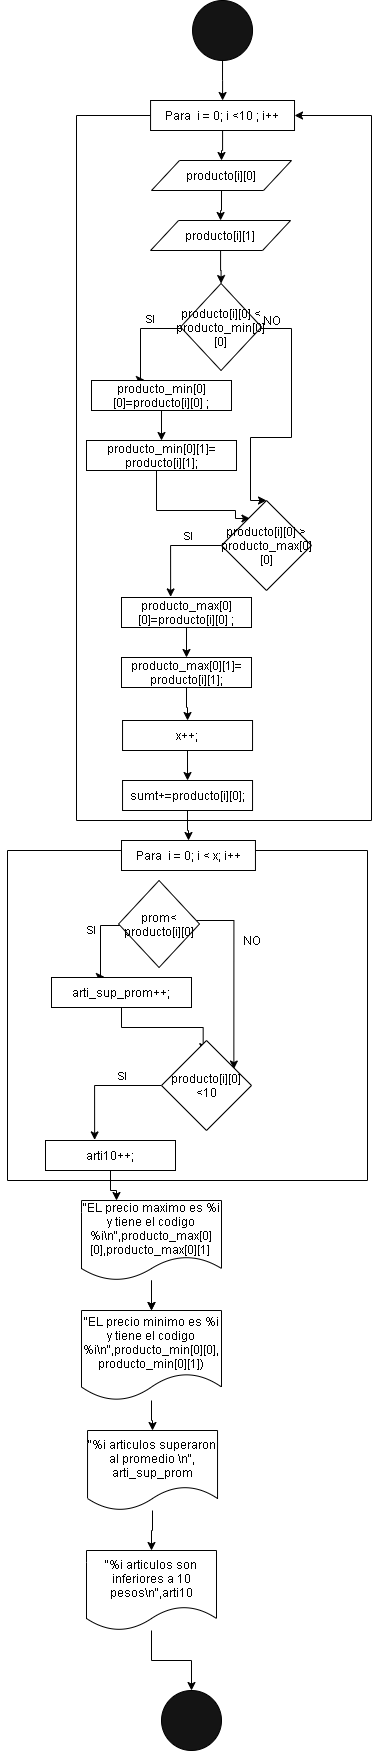 Para i = 0; i <10 ; i++
producto[i][0]
producto[i][1]
producto[i][0] <
producto_min[0]
[0]
SI
NO
producto_min[0]
[0]=producto[i][0] ;
producto_min[0][1]=
producto[i][1];
producto[i][0] >
producto_max[0]
[0]
SI
producto_max[0]
[0]=producto[i][0] ;
producto_max[0][1]=
producto[i][1];
x++;
sumt+=producto[i][0];
Para i = 0; i < x; i++
prom<
producto[i][0]
SI
NO
arti_sup_prom++;
producto[i][0]
<10
SI
arti10++;
"EL precio maximo es %i
y tiene el codigo
%i\n",producto_max[0]
[0],producto_max[0][1]
"EL precio minimo es %i
y tiene el codigo
%i\n",producto_min[0][0],
producto_min[0][1])
"%i articulos superaron
al promedio \n",
arti_sup_prom
"%i articulos son
inferiores a 10
pesos\n",arti10